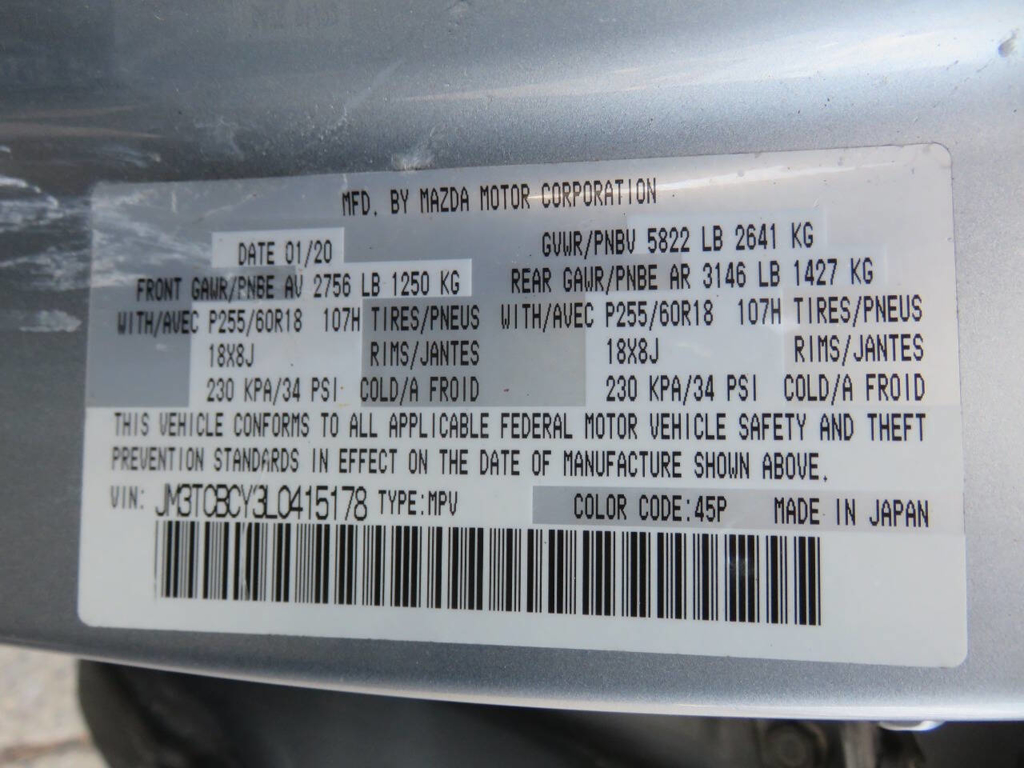 MFD. BY MAZDA MOTOR CORPORATION
DATE 01/20 GVWR/PNBV 5822 LB 2641 KG
FRONT GAWR/PNBE AV 2756 LB 1250 KG REAR GAWR/PNBE AR 3146 LB 1427 KG
WITH/AVEC P255/60R18 107H TIRES/PNEUS WITH/AVEC P255/60R18 107H TIRES/PNEUS
18X8J RIMS/JANTES 18X8J RIMS/JANTES
230 KPA/34 PSI COLD/A FROID 230 KPA/34 PSI COLD/A FROID
THIS VEHICLE CONFORMS TO ALL APPLICABLE FEDERAL MOTOR VEHICLE SAFETY AND THEFT
PREVENTION STANDARDS IN EFFECT ON THE DATE OF MANUFACTURE SHOWN ABOVE.
VIN: JM3TCBCY3L0415178 TYPE:MPV COLOR CODE:45P MADE IN JAPAN